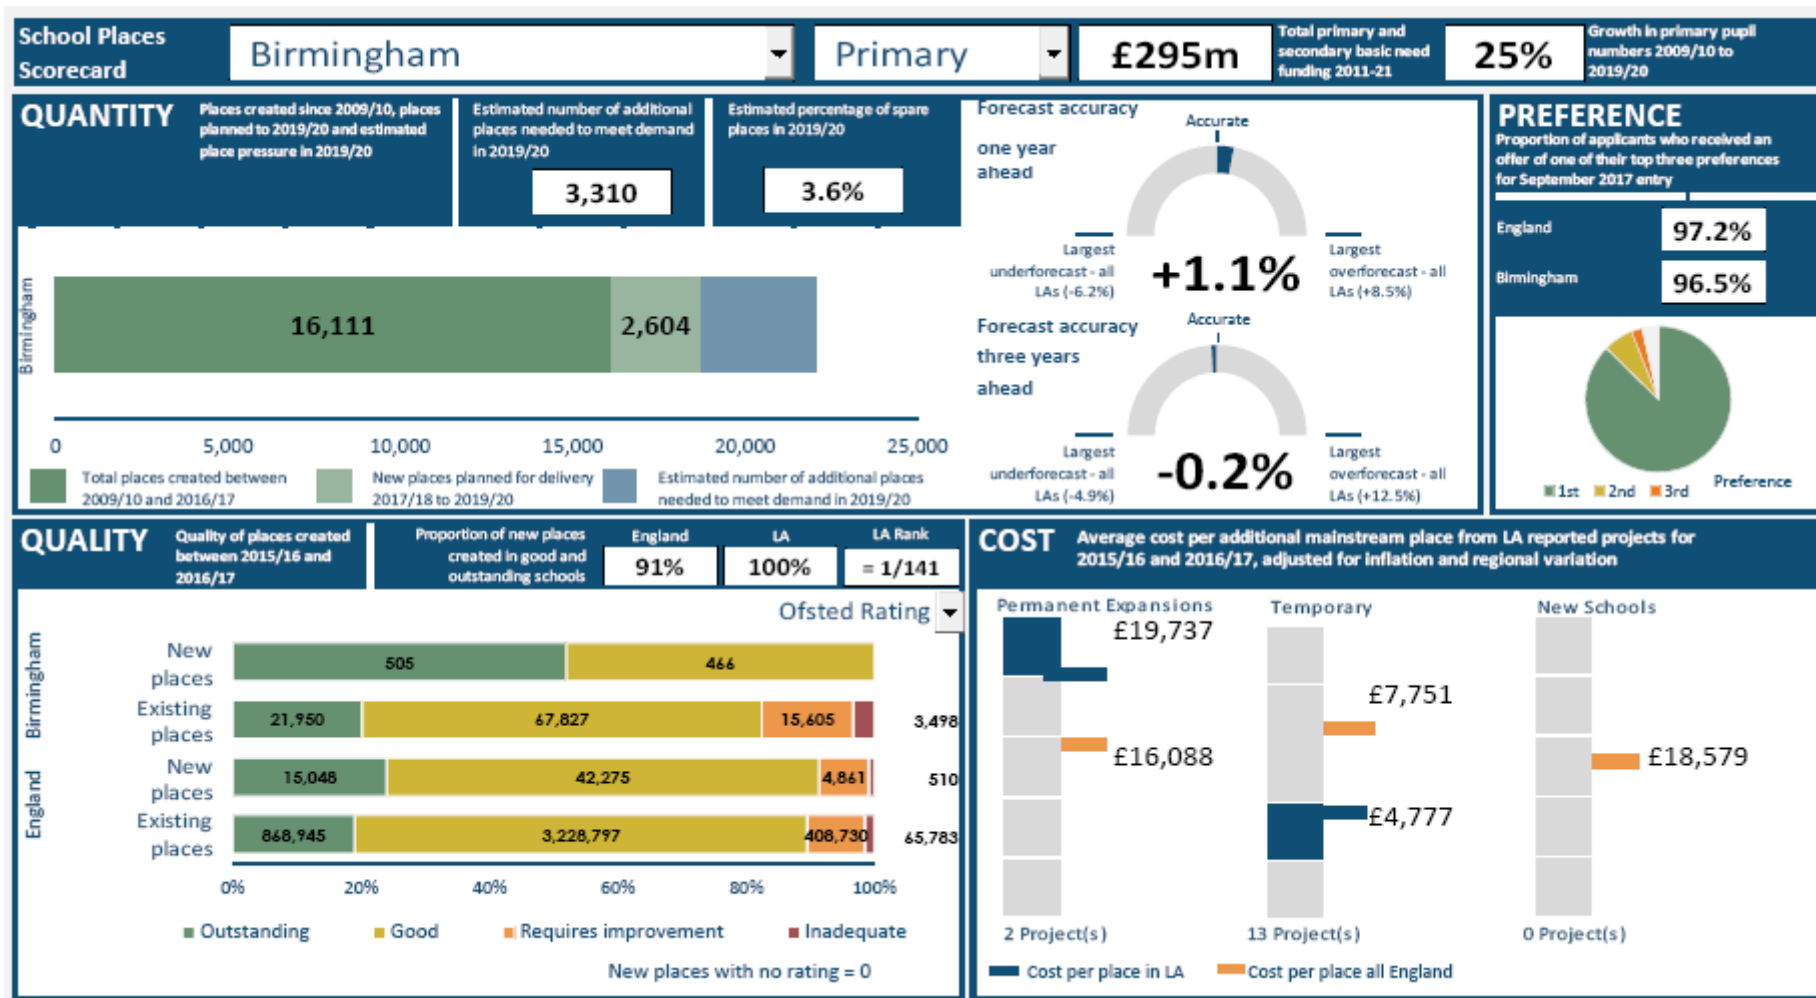 School Places
Scorecard
Birmingham
Primary
£295m
Total primary and
secondary basic need
funding 2011-21
25%
Growth in primary pupil
numbers 2009/10 to
2019/20
QUANTITY
Places created since 2009/10, places
planned to 2019/20 and estimated
place pressure in 2019/20
Estimated number of additional
places needed to meet demand
in 2019/20
3,310
Estimated percentage of spare
places in 2019/20
3.6%
Birmingham
16,111
2,604
0
5,000
10,000
15,000
20,000
25,000
Total places created between
2009/10 and 2016/17
New places planned for delivery
2017/18 to 2019/20
Estimated number of additional places
needed to meet demand in 2019/20
Forecast accuracy
one year
ahead
Accurate
Largest
underforecast - all
LAs (-6.2%)
+1.1%
Largest
overforecast - all
LAs (+8.5%)
Forecast accuracy
three years
ahead
Accurate
Largest
underforecast - all
LAs (-4.9%)
-0.2%
Largest
overforecast - all
LAs (+12.5%)
PREFERENCE
Proportion of applicants who received an
offer of one of their top three preferences
for September 2017 entry
England
97.2%
Birmingham
96.5%
1st
2nd
3rd
Preference
QUALITY
Quality of places created
between 2015/16 and
2016/17
Proportion of new places
created in good and
outstanding schools
England
91%
LA
100%
LA Rank
= 1/141
Ofsted Rating
Birmingham
New
places
505
466
Existing
places
21,950
67,827
15,605
3,498
England
New
places
15,048
42,275
4,861
510
Existing
places
868,945
3,228,797
408,730
65,783
0%
20%
40%
60%
80%
100%
Outstanding
Good
Requires improvement
Inadequate
New places with no rating = 0
COST
Average cost per additional mainstream place from LA reported projects for
2015/16 and 2016/17, adjusted for inflation and regional variation
Permanent Expansions
£19,737
£16,088
2 Project(s)
Temporary
£7,751
£4,777
13 Project(s)
New Schools
£18,579
0 Project(s)
Cost per place in LA
Cost per place all England